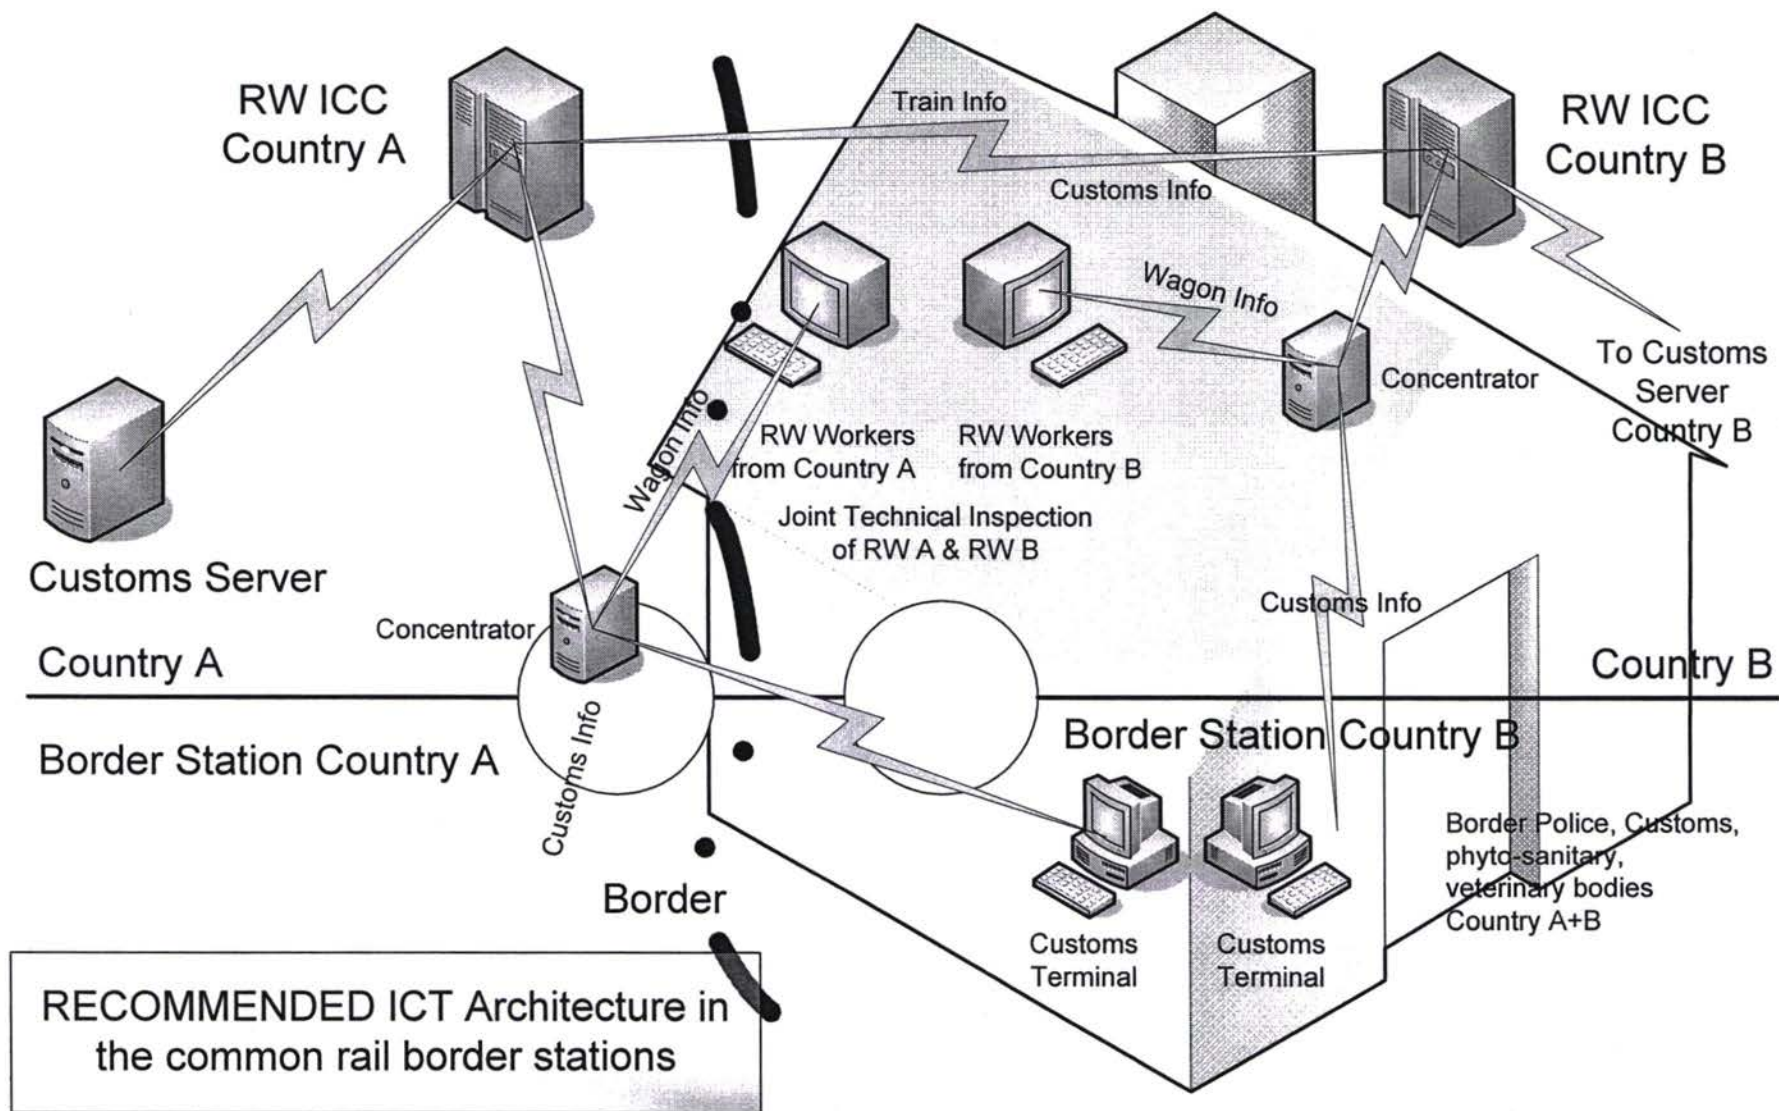 RW ICC
Country A
Train Info
Customs Info
RW ICC
Country B
Wagon Info
To Customs
Server
Country B
Concentrator
Wagon Info
RW Workers
from Country A
RW Workers
from Country B
Joint Technical Inspection
of RW A & RW B
Customs Server
Concentrator
Customs Info
Country A
Country B
Border Station Country A
Border Station Country B
Customs Info
Border Police, Customs,
phyto-sanitary,
veterinary bodies
Country A+B
Border
Customs
Terminal
Customs
Terminal
RECOMMENDED ICT Architecture in
the common rail border stations